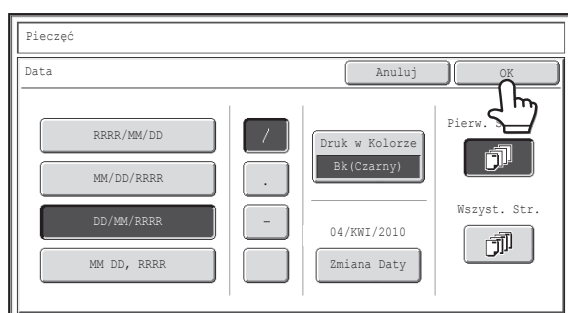 Pieczęć
Data
Anuluj
OK
RRRR/MM/DD
MM/DD/RRRR
DD/MM/RRRR
MM DD, RRRR
/
.
-
Druk w Kolorze
Bk(Czarny)
04/KWI/2010
Zmiana Daty
Pierw.
Wszyst. Str.